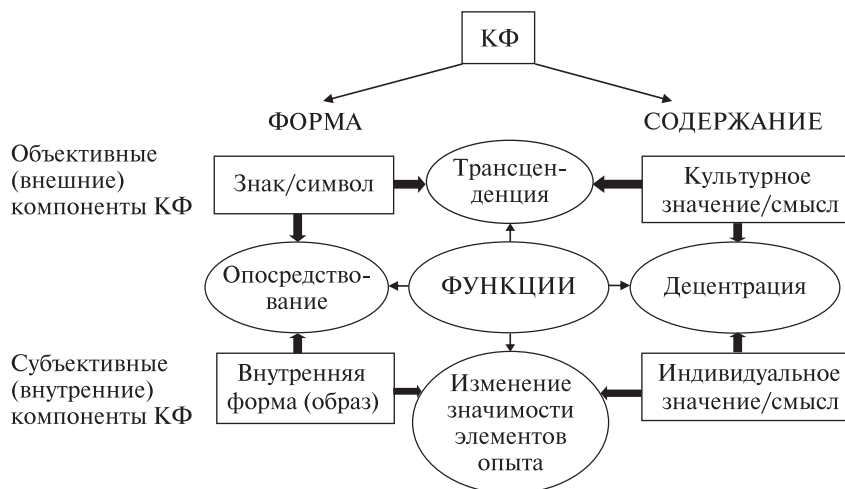 КФ
ФОРМА
СОДЕРЖАНИЕ
Объективные
(внешние)
компоненты КФ
Знак/символ
Трансцен-
денция
Культурное
значение/смысл
Опосредство-
вание
ФУНКЦИИ
Децентрация
Субъективные
(внутренние)
компоненты КФ
Внутренняя
форма (образ)
Изменение
значимости
элементов
опыта
Индивидуальное
значение/смысл